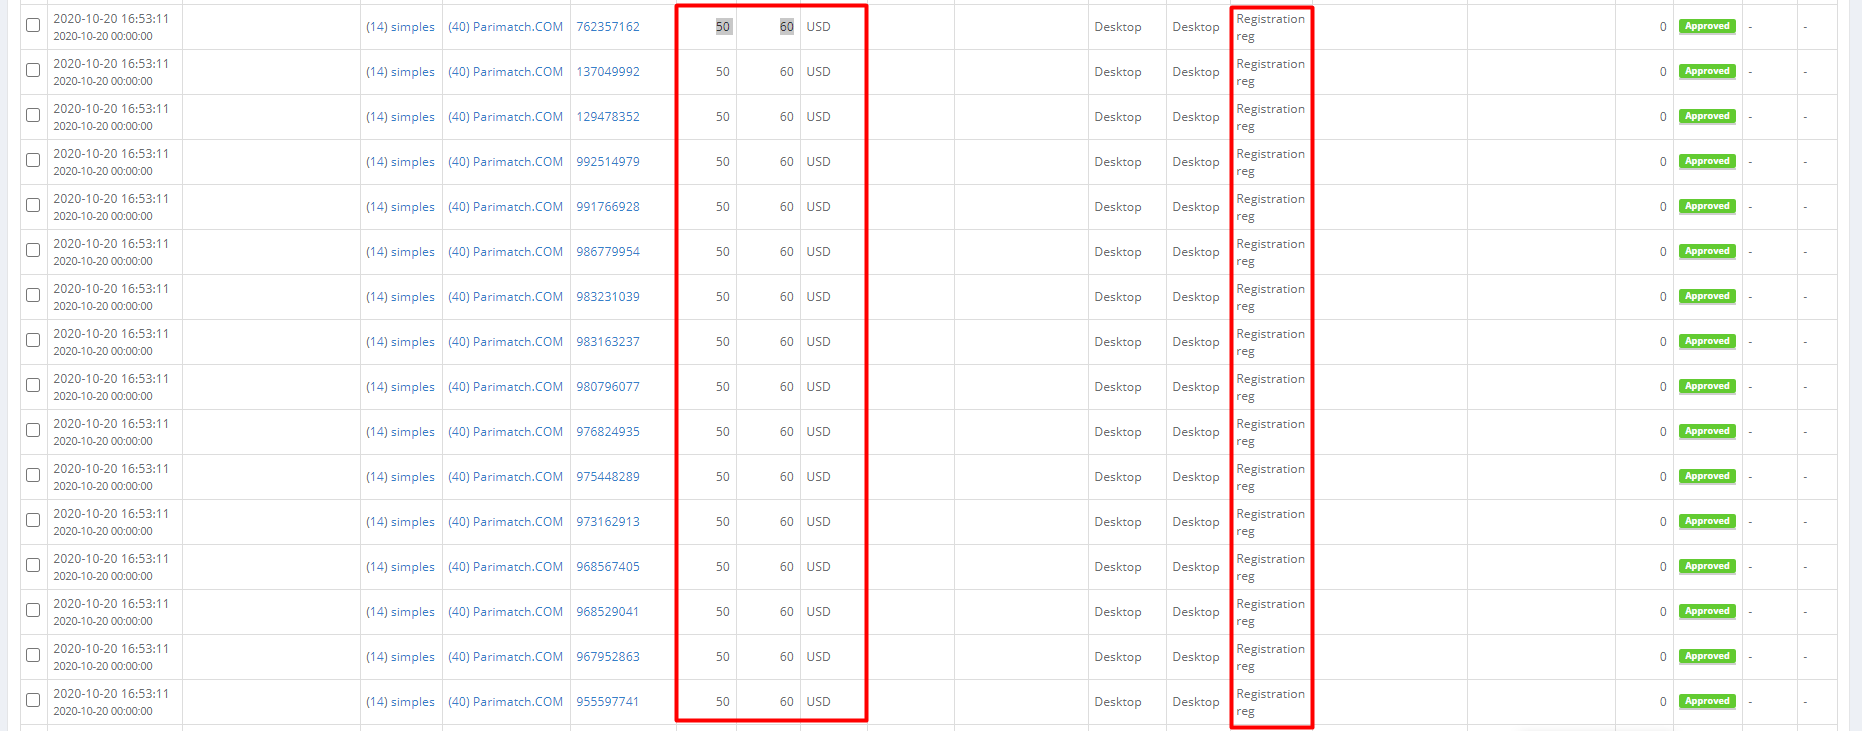 2020-10-20 16:53:11 (14) simples (40) Parimatch.COM 762357162 50 60 USD Desktop Desktop Registration 0 Approved - -
2020-10-20 00:00:00 reg
2020-10-20 16:53:11 (14) simples (40) Parimatch.COM 137049992 50 60 USD Desktop Desktop Registration 0 Approved - -
2020-10-20 00:00:00 reg
2020-10-20 16:53:11 (14) simples (40) Parimatch.COM 129478352 50 60 USD Desktop Desktop Registration 0 Approved - -
2020-10-20 00:00:00 reg
2020-10-20 16:53:11 (14) simples (40) Parimatch.COM 992514979 50 60 USD Desktop Desktop Registration 0 Approved - -
2020-10-20 00:00:00 reg
2020-10-20 16:53:11 (14) simples (40) Parimatch.COM 991766928 50 60 USD Desktop Desktop Registration 0 Approved - -
2020-10-20 00:00:00 reg
2020-10-20 16:53:11 (14) simples (40) Parimatch.COM 986779954 50 60 USD Desktop Desktop Registration 0 Approved - -
2020-10-20 00:00:00 reg
2020-10-20 16:53:11 (14) simples (40) Parimatch.COM 983231039 50 60 USD Desktop Desktop Registration 0 Approved - -
2020-10-20 00:00:00 reg
2020-10-20 16:53:11 (14) simples (40) Parimatch.COM 983163237 50 60 USD Desktop Desktop Registration 0 Approved - -
2020-10-20 00:00:00 reg
2020-10-20 16:53:11 (14) simples (40) Parimatch.COM 980796077 50 60 USD Desktop Desktop Registration 0 Approved - -
2020-10-20 00:00:00 reg
2020-10-20 16:53:11 (14) simples (40) Parimatch.COM 976824935 50 60 USD Desktop Desktop Registration 0 Approved - -
2020-10-20 00:00:00 reg
2020-10-20 16:53:11 (14) simples (40) Parimatch.COM 975448289 50 60 USD Desktop Desktop Registration 0 Approved - -
2020-10-20 00:00:00 reg
2020-10-20 16:53:11 (14) simples (40) Parimatch.COM 973162913 50 60 USD Desktop Desktop Registration 0 Approved - -
2020-10-20 00:00:00 reg
2020-10-20 16:53:11 (14) simples (40) Parimatch.COM 968567405 50 60 USD Desktop Desktop Registration 0 Approved - -
2020-10-20 00:00:00 reg
2020-10-20 16:53:11 (14) simples (40) Parimatch.COM 968529041 50 60 USD Desktop Desktop Registration 0 Approved - -
2020-10-20 00:00:00 reg
2020-10-20 16:53:11 (14) simples (40) Parimatch.COM 967952863 50 60 USD Desktop Desktop Registration 0 Approved - -
2020-10-20 00:00:00 reg
2020-10-20 16:53:11 (14) simples (40) Parimatch.COM 955597741 50 60 USD Desktop Desktop Registration 0 Approved - -
2020-10-20 00:00:00 reg